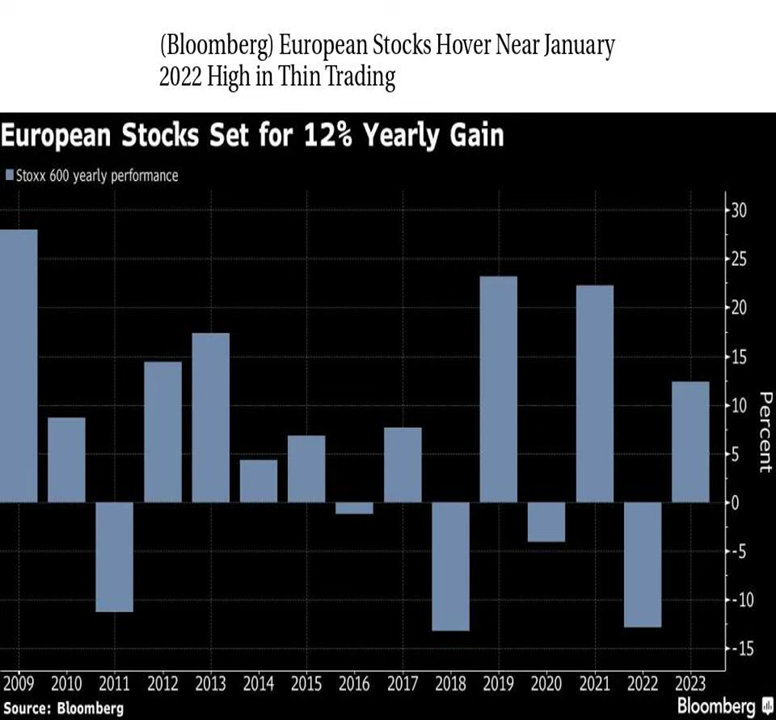 (Bloomberg) European Stocks Hover Near January
2022 High in Thin Trading
European Stocks Set for 12% Yearly Gain
Stoxx 600 yearly performance
30
25
20
15
10
5
0
-5
-10
-15
Percent
2009 2010 2011 2012 2013 2014 2015 2016 2017 2018 2019 2020 2021 2022 2023
Source: Bloomberg
Bloomberg